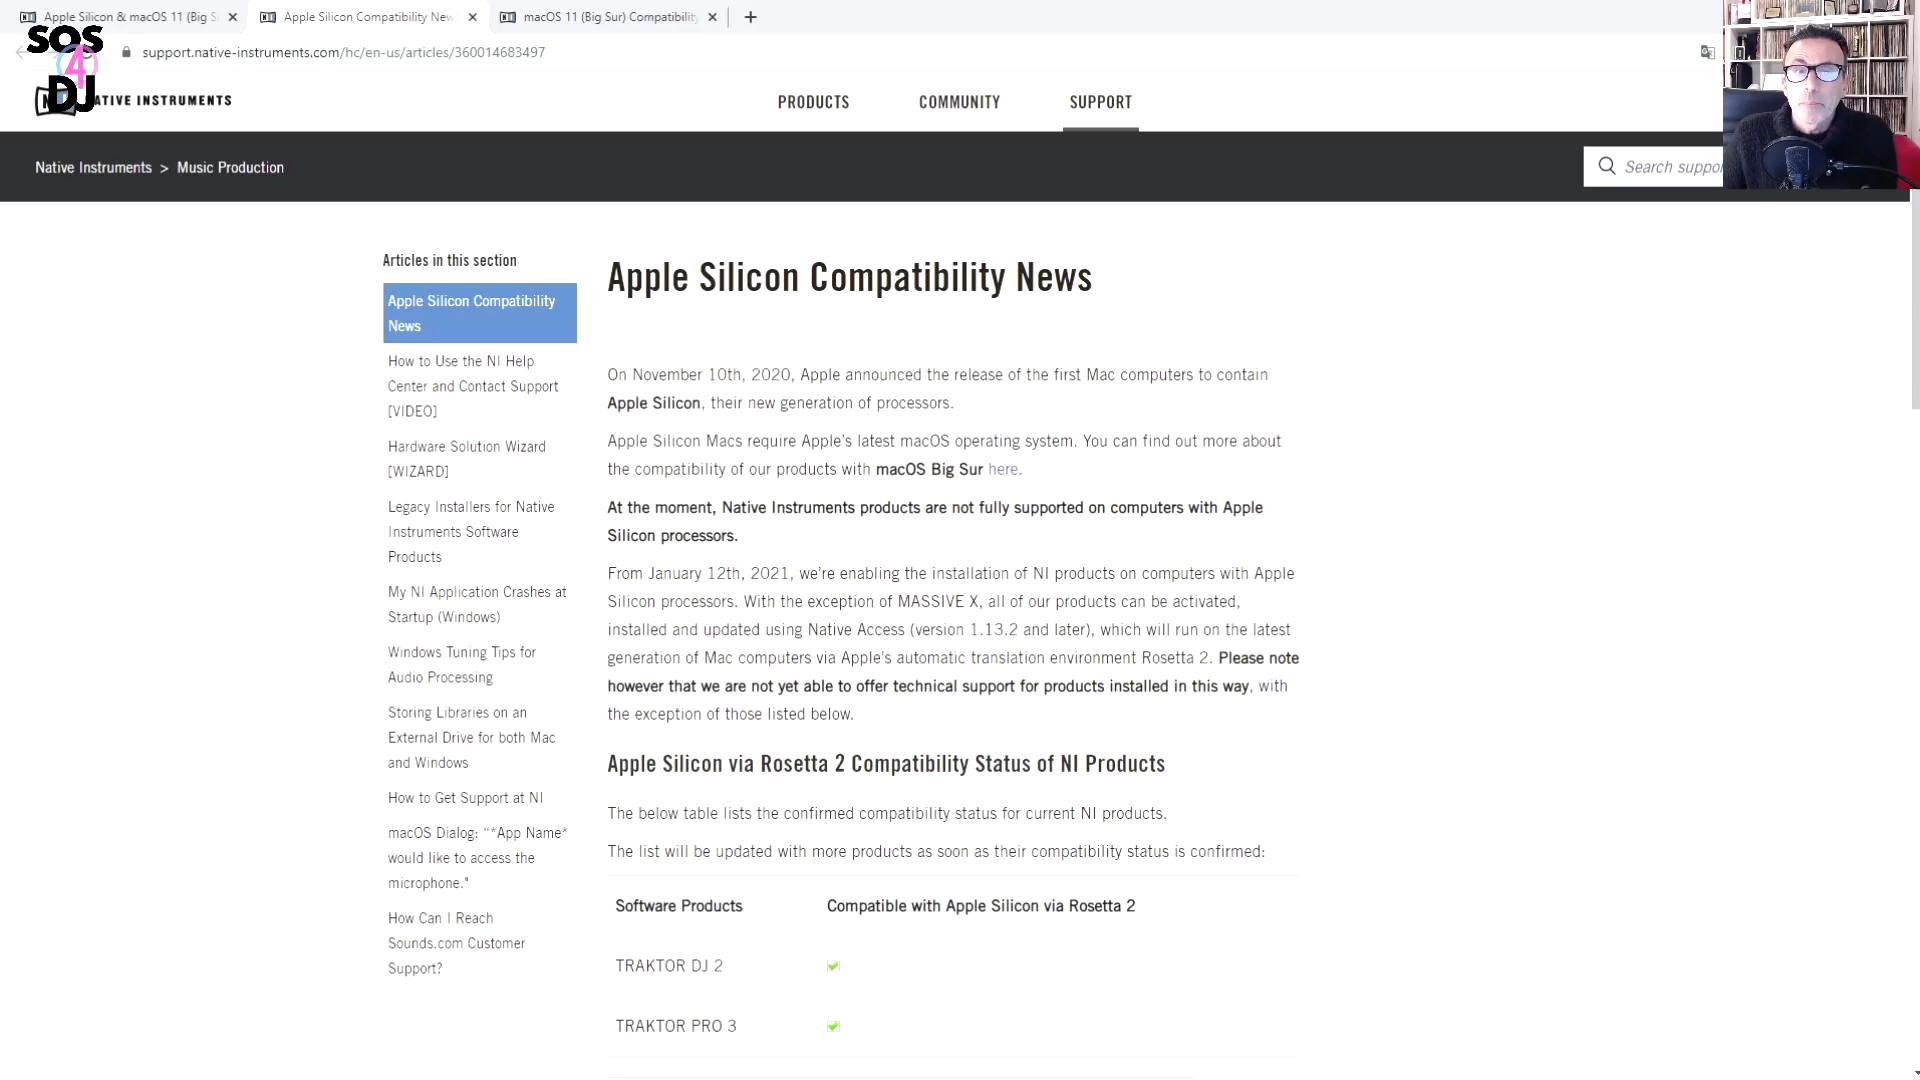 Apple Silicon & macOS 11 (Big S
Apple Silicon Compatibility New
macOS 11 (Big Sur) Compatibility
support.native-instruments.com/hc/en-us/articles/360014683497
SOS
4
DJ
NATIVE INSTRUMENTS
PRODUCTS
COMMUNITY
SUPPORT
Native Instruments > Music Production
Search suppor
Articles in this section
Apple Silicon Compatibility
News
How to Use the NI Help
Center and Contact Support
[VIDEO]
Hardware Solution Wizard
[WIZARD]
Legacy Installers for Native
Instruments Software
Products
My NI Application Crashes at
Startup (Windows)
Windows Tuning Tips for
Audio Processing
Storing Libraries on an
External Drive for both Mac
and Windows
How to Get Support at NI
macOS Dialog: “*App Name*
would like to access the
microphone."
How Can I Reach
Sounds.com Customer
Support?
Apple Silicon Compatibility News
On November 10th, 2020, Apple announced the release of the first Mac computers to contain
Apple Silicon, their new generation of processors.
Apple Silicon Macs require Apple’s latest macOS operating system. You can find out more about
the compatibility of our products with macOS Big Sur here.
At the moment, Native Instruments products are not fully supported on computers with Apple
Silicon processors.
From January 12th, 2021, we’re enabling the installation of NI products on computers with Apple
Silicon processors. With the exception of MASSIVE X, all of our products can be activated,
installed and updated using Native Access (version 1.13.2 and later), which will run on the latest
generation of Mac computers via Apple’s automatic translation environment Rosetta 2. Please note
however that we are not yet able to offer technical support for products installed in this way, with
the exception of those listed below.
Apple Silicon via Rosetta 2 Compatibility Status of NI Products
The below table lists the confirmed compatibility status for current NI products.
The list will be updated with more products as soon as their compatibility status is confirmed:
Software Products
Compatible with Apple Silicon via Rosetta 2
TRAKTOR DJ 2
TRAKTOR PRO 3